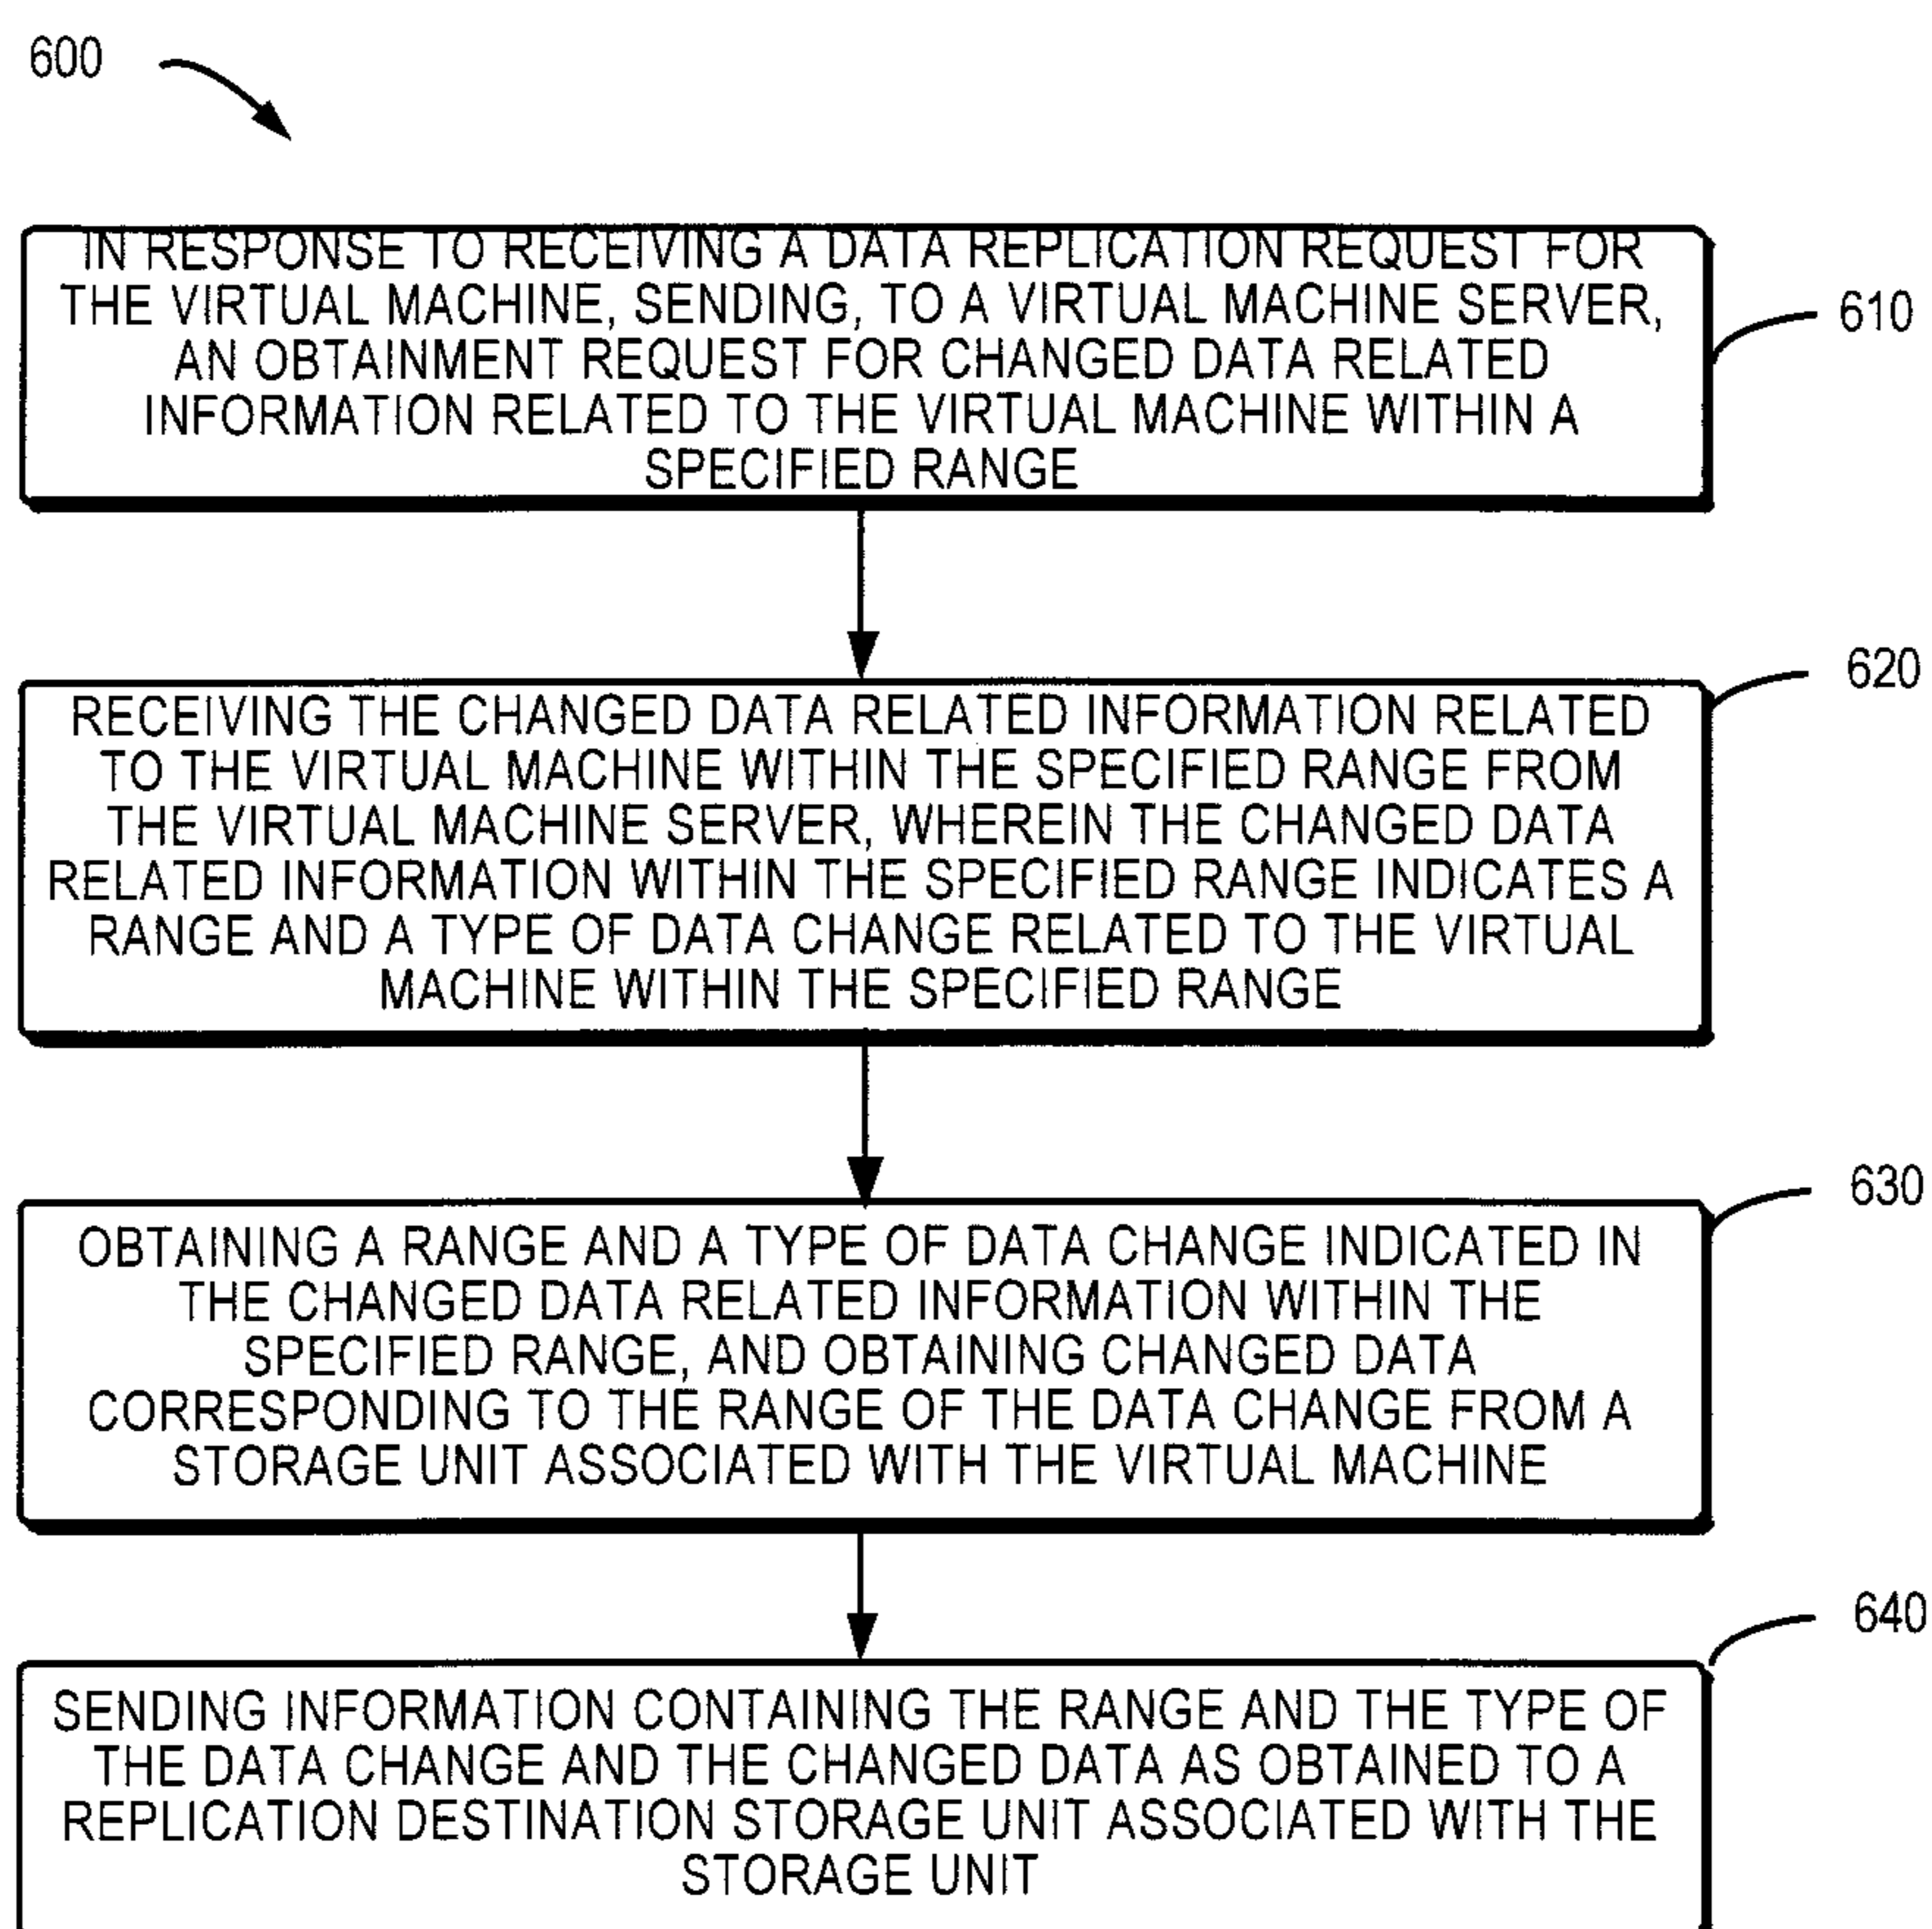 600
IN RESPONSE TO RECEIVING A DATA REPLICATION REQUEST FOR
THE VIRTUAL MACHINE, SENDING, TO A VIRTUAL MACHINE SERVER,
AN OBTAINMENT REQUEST FOR CHANGED DATA RELATED
INFORMATION RELATED TO THE VIRTUAL MACHINE WITHIN A
SPECIFIED RANGE
610
RECEIVING THE CHANGED DATA RELATED INFORMATION RELATED
TO THE VIRTUAL MACHINE WITHIN THE SPECIFIED RANGE FROM
THE VIRTUAL MACHINE SERVER, WHEREIN THE CHANGED DATA
RELATED INFORMATION WITHIN THE SPECIFIED RANGE INDICATES A
RANGE AND A TYPE OF DATA CHANGE RELATED TO THE VIRTUAL
MACHINE WITHIN THE SPECIFIED RANGE
620
OBTAINING A RANGE AND A TYPE OF DATA CHANGE INDICATED IN
THE CHANGED DATA RELATED INFORMATION WITHIN THE
SPECIFIED RANGE, AND OBTAINING CHANGED DATA
CORRESPONDING TO THE RANGE OF THE DATA CHANGE FROM A
STORAGE UNIT ASSOCIATED WITH THE VIRTUAL MACHINE
630
SENDING INFORMATION CONTAINING THE RANGE AND THE TYPE OF
THE DATA CHANGE AND THE CHANGED DATA AS OBTAINED TO A
REPLICATION DESTINATION STORAGE UNIT ASSOCIATED WITH THE
STORAGE UNIT
640